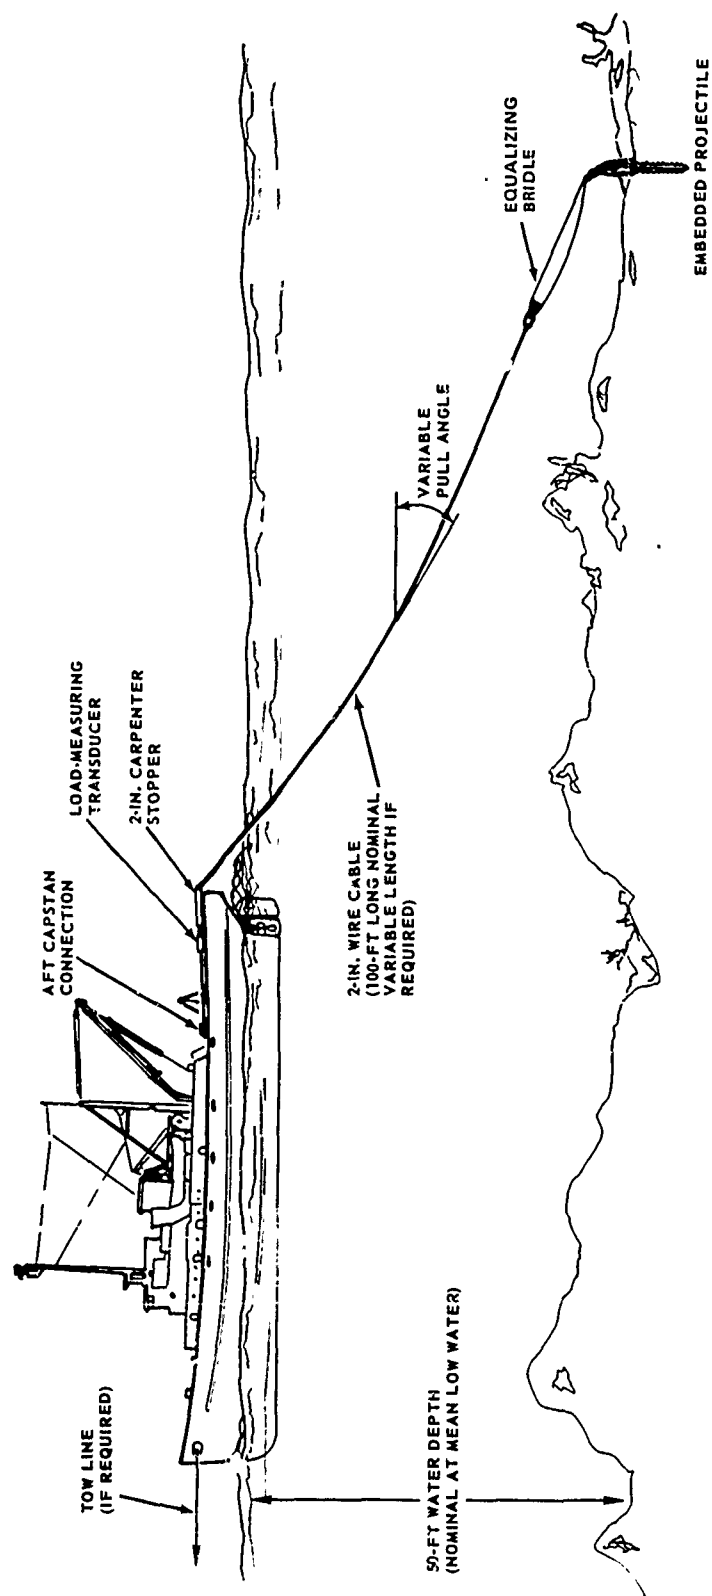 TOW LINE
(IF REQUIRED)
AFT CAPSTAN
CONNECTION
LOAD-MEASURING
TRANSDUCER
2-IN. CARPENTER
STOPPER
50-FT WATER DEPTH
(NOMINAL AT MEAN LOW WATER)
2-IN. WIRE CABLE
(100-FT LONG NOMINAL
VARIABLE LENGTH IF
REQUIRED)
VARIABLE
PULL ANGLE
EQUALIZING
BRIDLE
EMBEDDED PROJECTILE